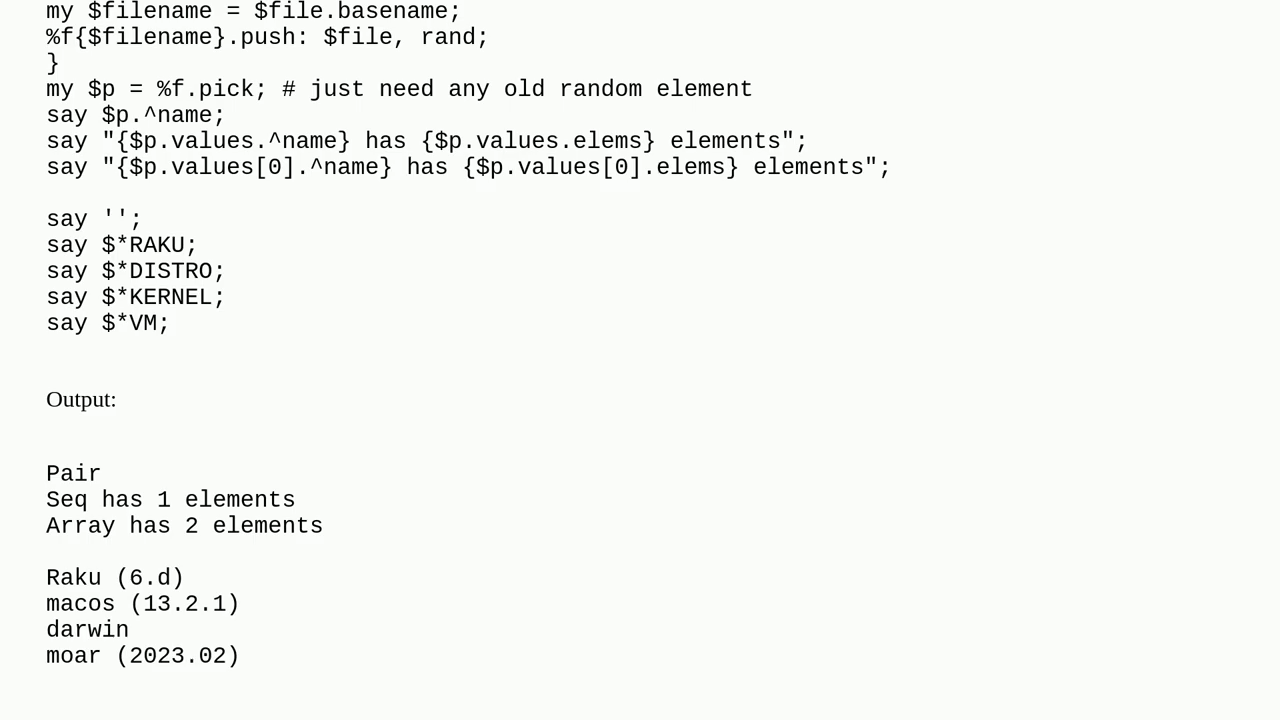 my $filename = $file.basename;
%f{$filename}.push: $file, rand;
}
my $p = %f.pick; # just need any old random element
say $p.^name;
say "{$p.values.^name} has {$p.values.elems} elements";
say "{$p.values[0].^name} has {$p.values[0].elems} elements";

say '';
say $*RAKU;
say $*DISTRO;
say $*KERNEL;
say $*VM;

Output:

Pair
Seq has 1 elements
Array has 2 elements

Raku (6.d)
macos (13.2.1)
darwin
moar (2023.02)